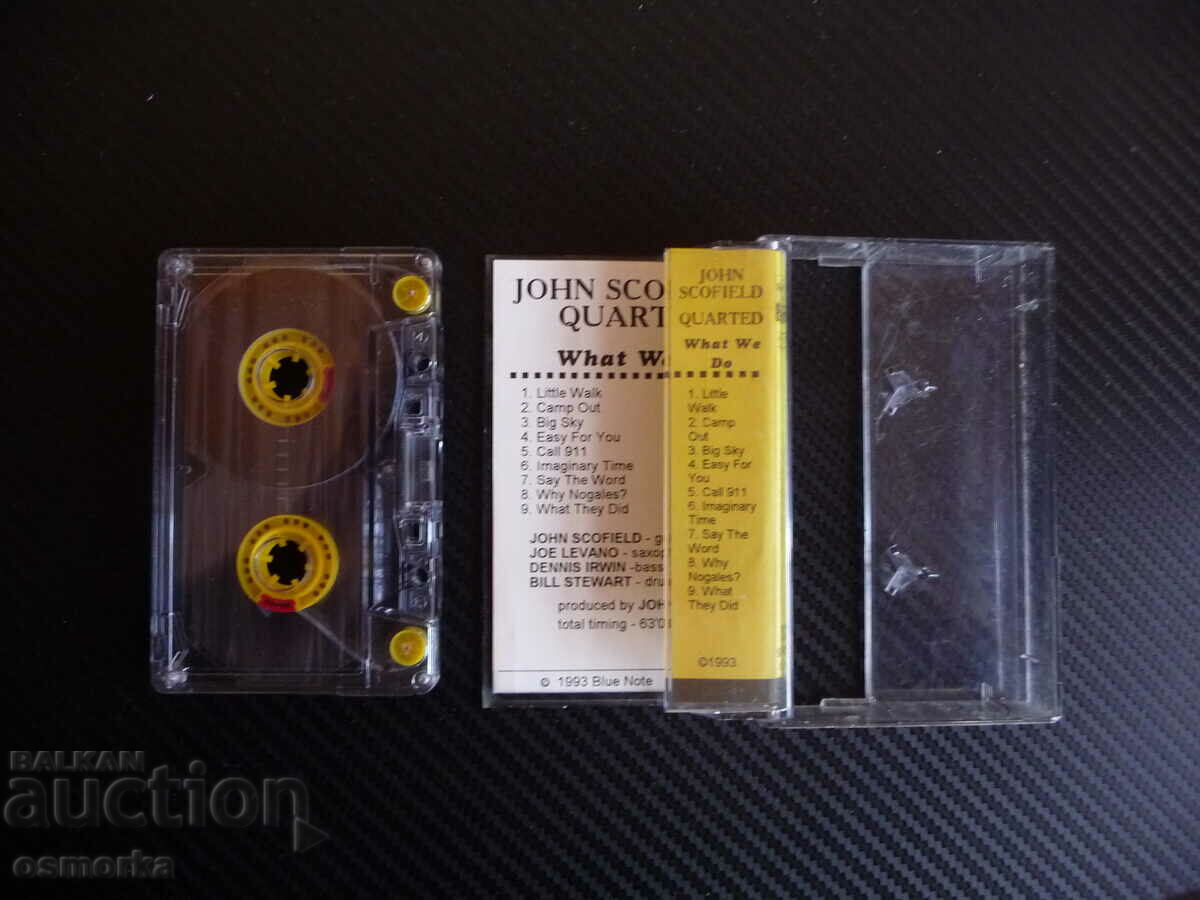 JOHN SCO
QUART
What We
1. Little Walk
2. Camp Out
3. Big Sky
4. Easy For You
5. Call 911
6. Imaginary Time
7. Say The Word
8. Why Nogales?
9. What They Did
JOHN SCOFIELD - g
JOE LEVANO - saxop
DENNIS IRWIN -bass
BILL STEWART - dru
produced by JOH
total timing - 63'0
© 1993 Blue Note
JOHN
SCOFIELD
QUARTED
What We
Do
1. Little
Walk
2. Camp
Out
3. Big Sky
4. Easy For
You
5. Call 911
6. Imaginary
Time
7. Say The
Word
8. Why
Nogales?
9. What
They Did
©1993
BALKAN
auction
osmorka